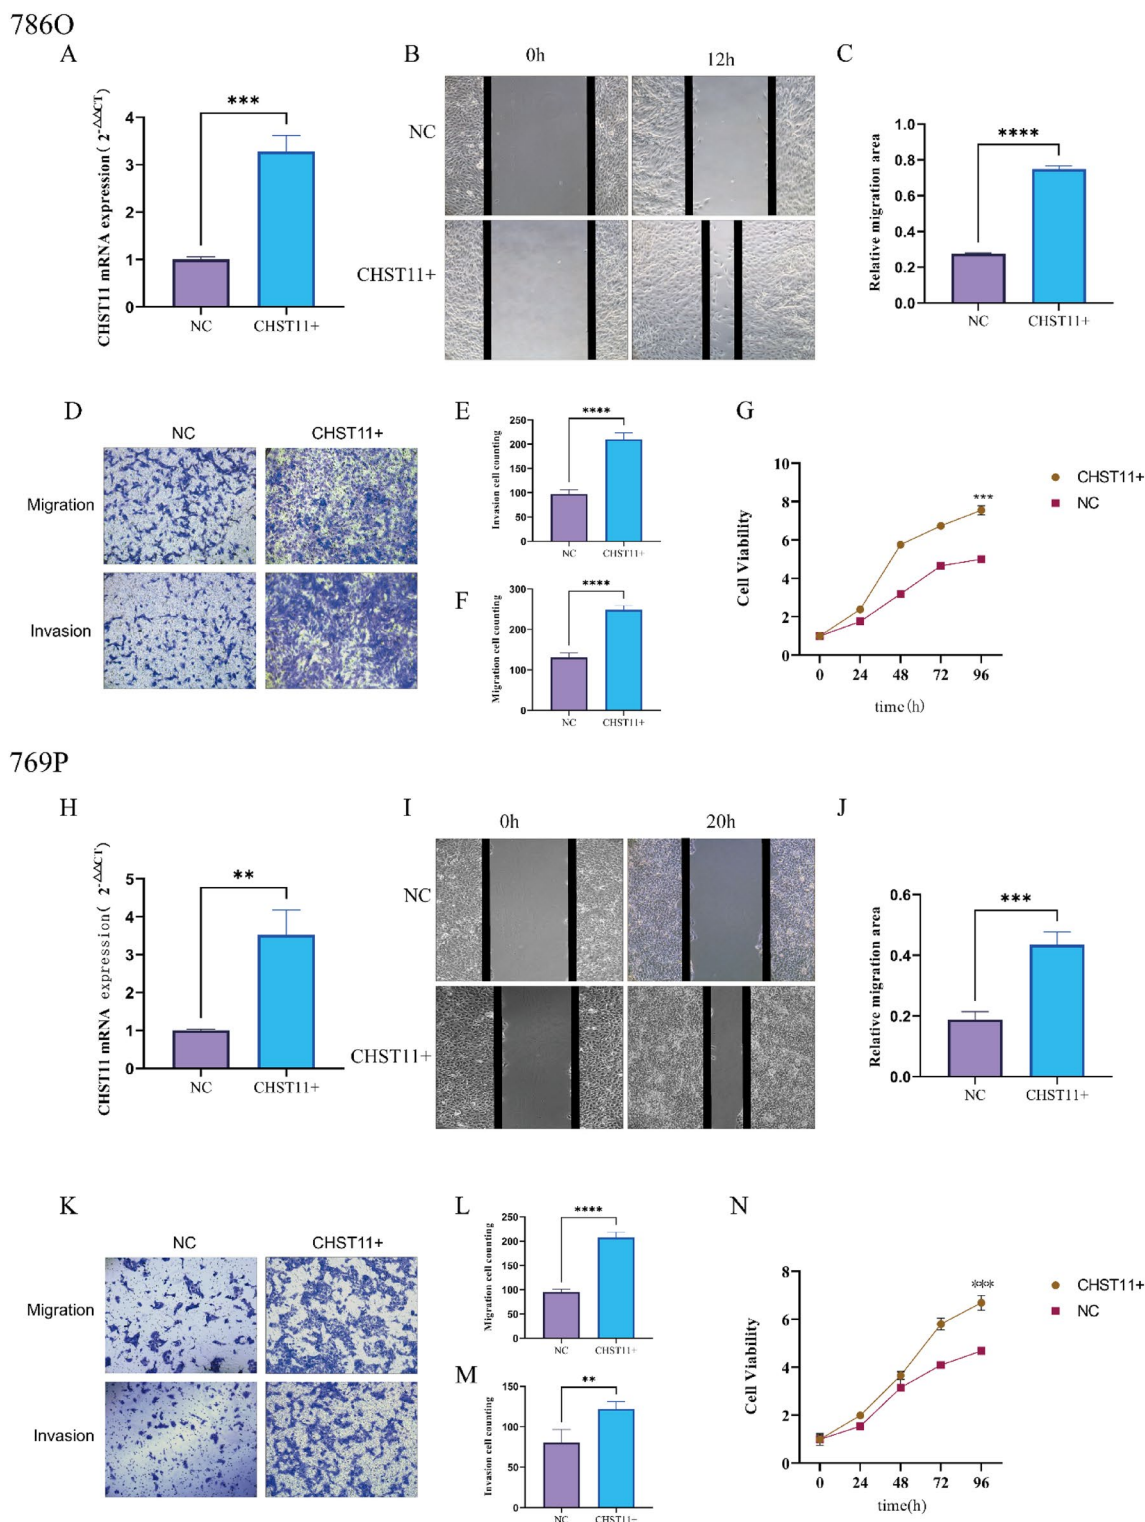 786O
A
CHST11 mRNA expression( 2^-△△CT)
4
3
2
1
0
***
NC
CHST11+
B
0h
12h
NC
CHST11+
C
Relative migration area
1.0
0.8
0.6
0.4
0.2
0.0
****
NC
CHST11+
D
NC
CHST11+
Migration
Invasion
E
Invasion cell counting
250
200
150
100
50
0
****
NC
CHST11+
F
Migration cell counting
300
200
100
0
****
NC
CHST11+
G
Cell Viability
10
8
6
4
2
0
***
0 24 48 72 96
time(h)
CHST11+
NC
769P
H
CHST11 mRNA expression( 2^-△△CT)
5
4
3
2
1
0
**
NC
CHST11+
I
0h
20h
NC
CHST11+
J
Relative migration area
0.6
0.4
0.2
0.0
***
NC
CHST11+
K
NC
CHST11+
Migration
Invasion
L
Migration cell counting
250
200
150
100
50
0
****
NC
CHST11+
M
Invasion cell counting
150
100
50
0
**
NC
CHST11+
N
Cell Viability
8
6
4
2
0
***
0 24 48 72 96
time(h)
CHST11+
NC